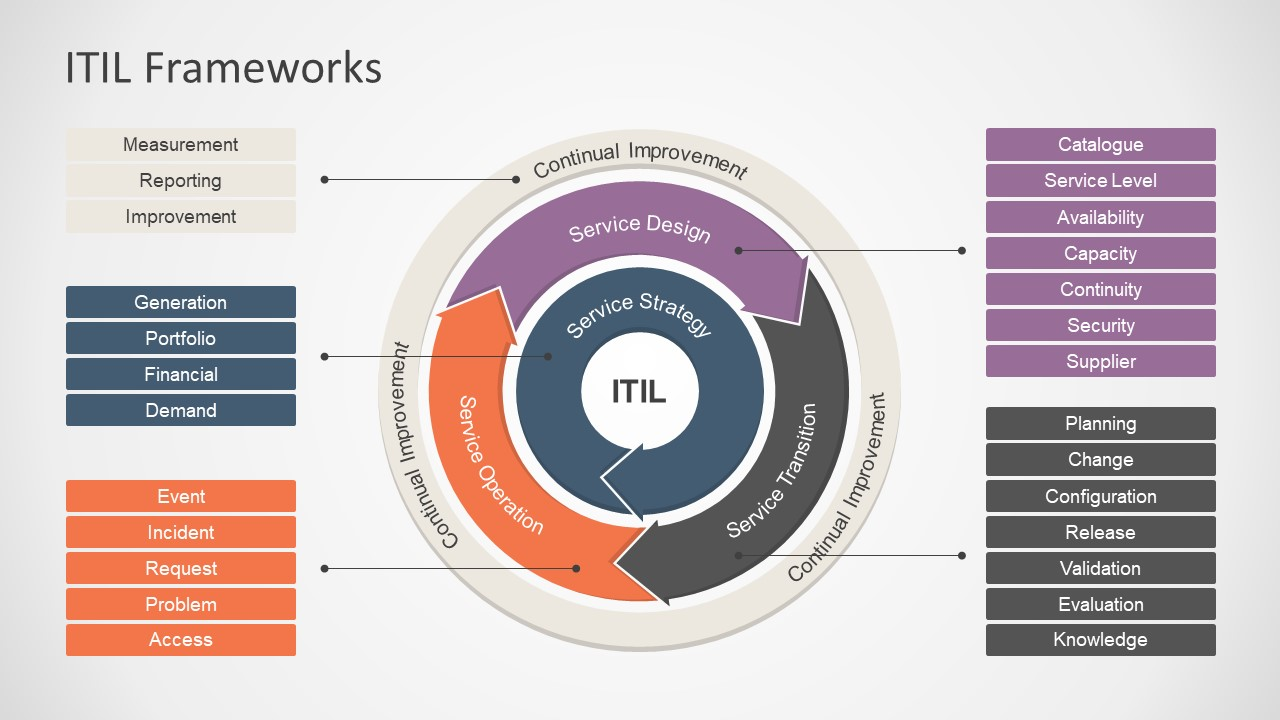 ITIL Frameworks
Measurement
Reporting
Improvement
Generation
Portfolio
Financial
Demand
Event
Incident
Request
Problem
Access
Continual Improvement
Service Design
Service Strategy
ITIL
Continual Improvement
Service Operation
Service Transition
Continual Improvement
Catalogue
Service Level
Availability
Capacity
Continuity
Security
Supplier
Planning
Change
Configuration
Release
Validation
Evaluation
Knowledge